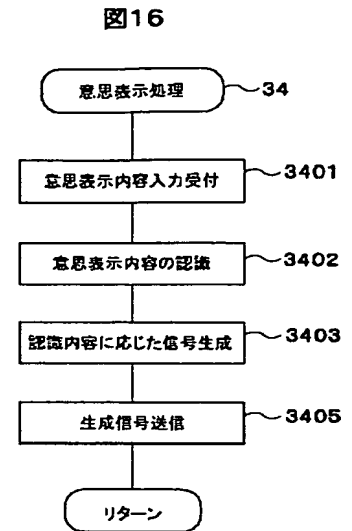 図16
意思表示処理
34
意思表示内容入力受付
3401
意思表示内容の認識
3402
認識内容に応じた信号生成
3403
生成信号送信
3405
リターン